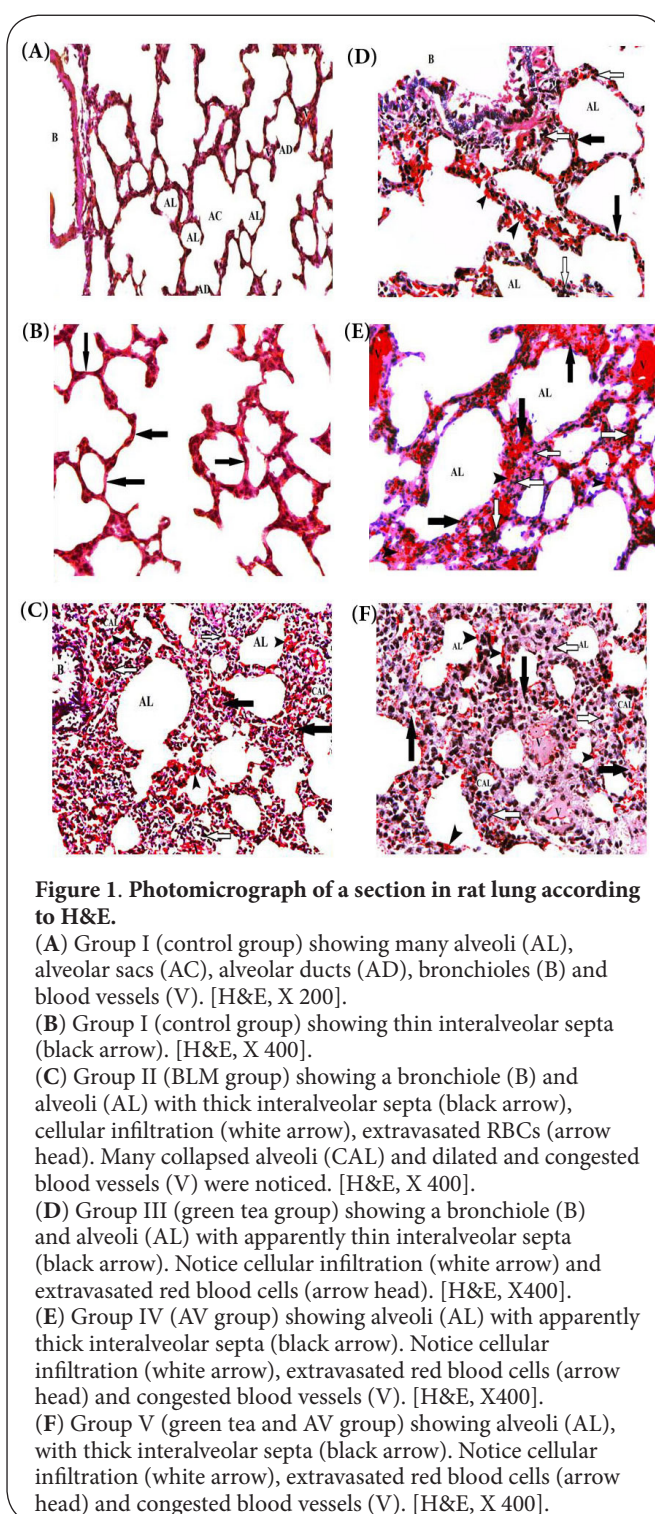 (A)
B
AD
AL
AC
AL
AL
AD
(D)
B
AL
AL
(B)
(E)
AL
AL
(C)
CAL
AL
B
CAL
AL
(F)
AL
AL
CAL
CAL
V
Figure 1. Photomicrograph of a section in rat lung according
to H&E.
(A) Group I (control group) showing many alveoli (AL),
alveolar sacs (AC), alveolar ducts (AD), bronchioles (B) and
blood vessels (V). [H&E, X 200].
(B) Group I (control group) showing thin interalveolar septa
(black arrow). [H&E, X 400].
(C) Group II (BLM group) showing a bronchiole (B) and
alveoli (AL) with thick interalveolar septa (black arrow),
cellular infiltration (white arrow), extravasated RBCs (arrow
head). Many collapsed alveoli (CAL) and dilated and congested
blood vessels (V) were noticed. [H&E, X 400].
(D) Group III (green tea group) showing a bronchiole (B)
and alveoli (AL) with apparently thin interalveolar septa
(black arrow). Notice cellular infiltration (white arrow) and
extravasated red blood cells (arrow head). [H&E, X400].
(E) Group IV (AV group) showing alveoli (AL) with apparently
thick interalveolar septa (black arrow). Notice cellular
infiltration (white arrow), extravasated red blood cells (arrow
head) and congested blood vessels (V). [H&E, X400].
(F) Group V (green tea and AV group) showing alveoli (AL),
with thick interalveolar septa (black arrow). Notice cellular
infiltration (white arrow), extravasated red blood cells (arrow
head) and congested blood vessels (V). [H&E, X 400].